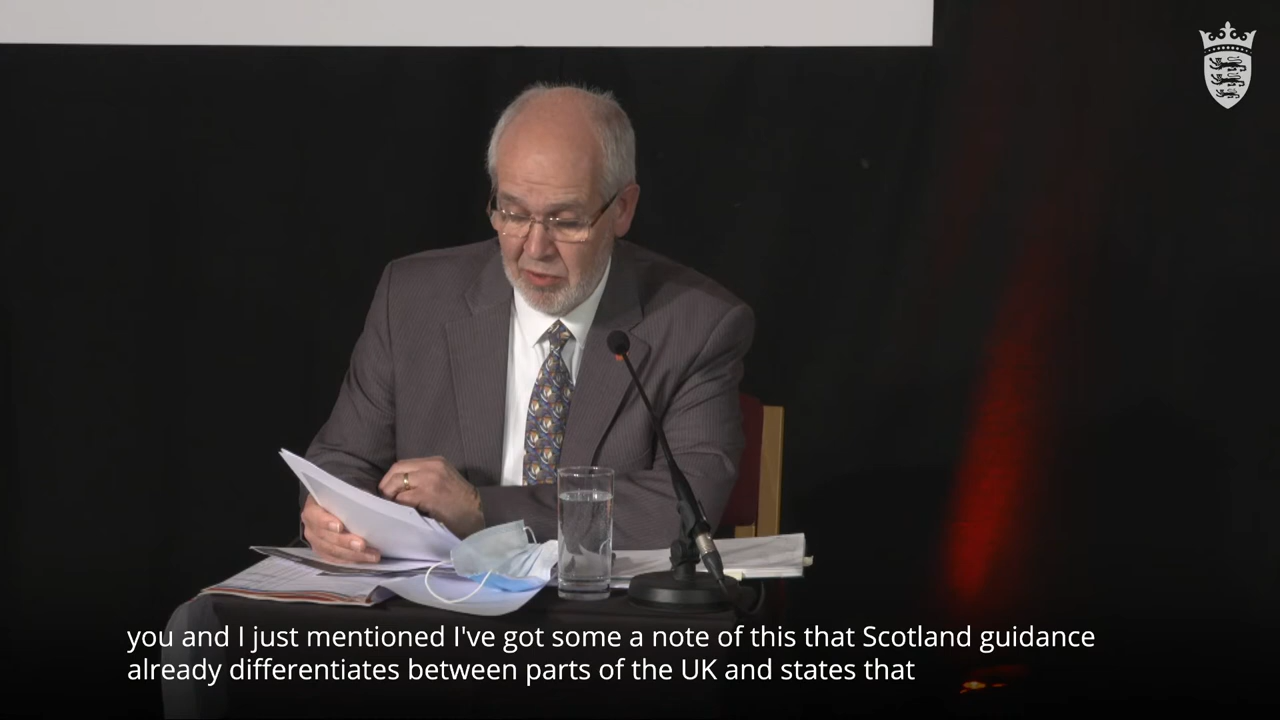 you and I just mentioned I've got some a note of this that Scotland guidance
already differentiates between parts of the UK and states that